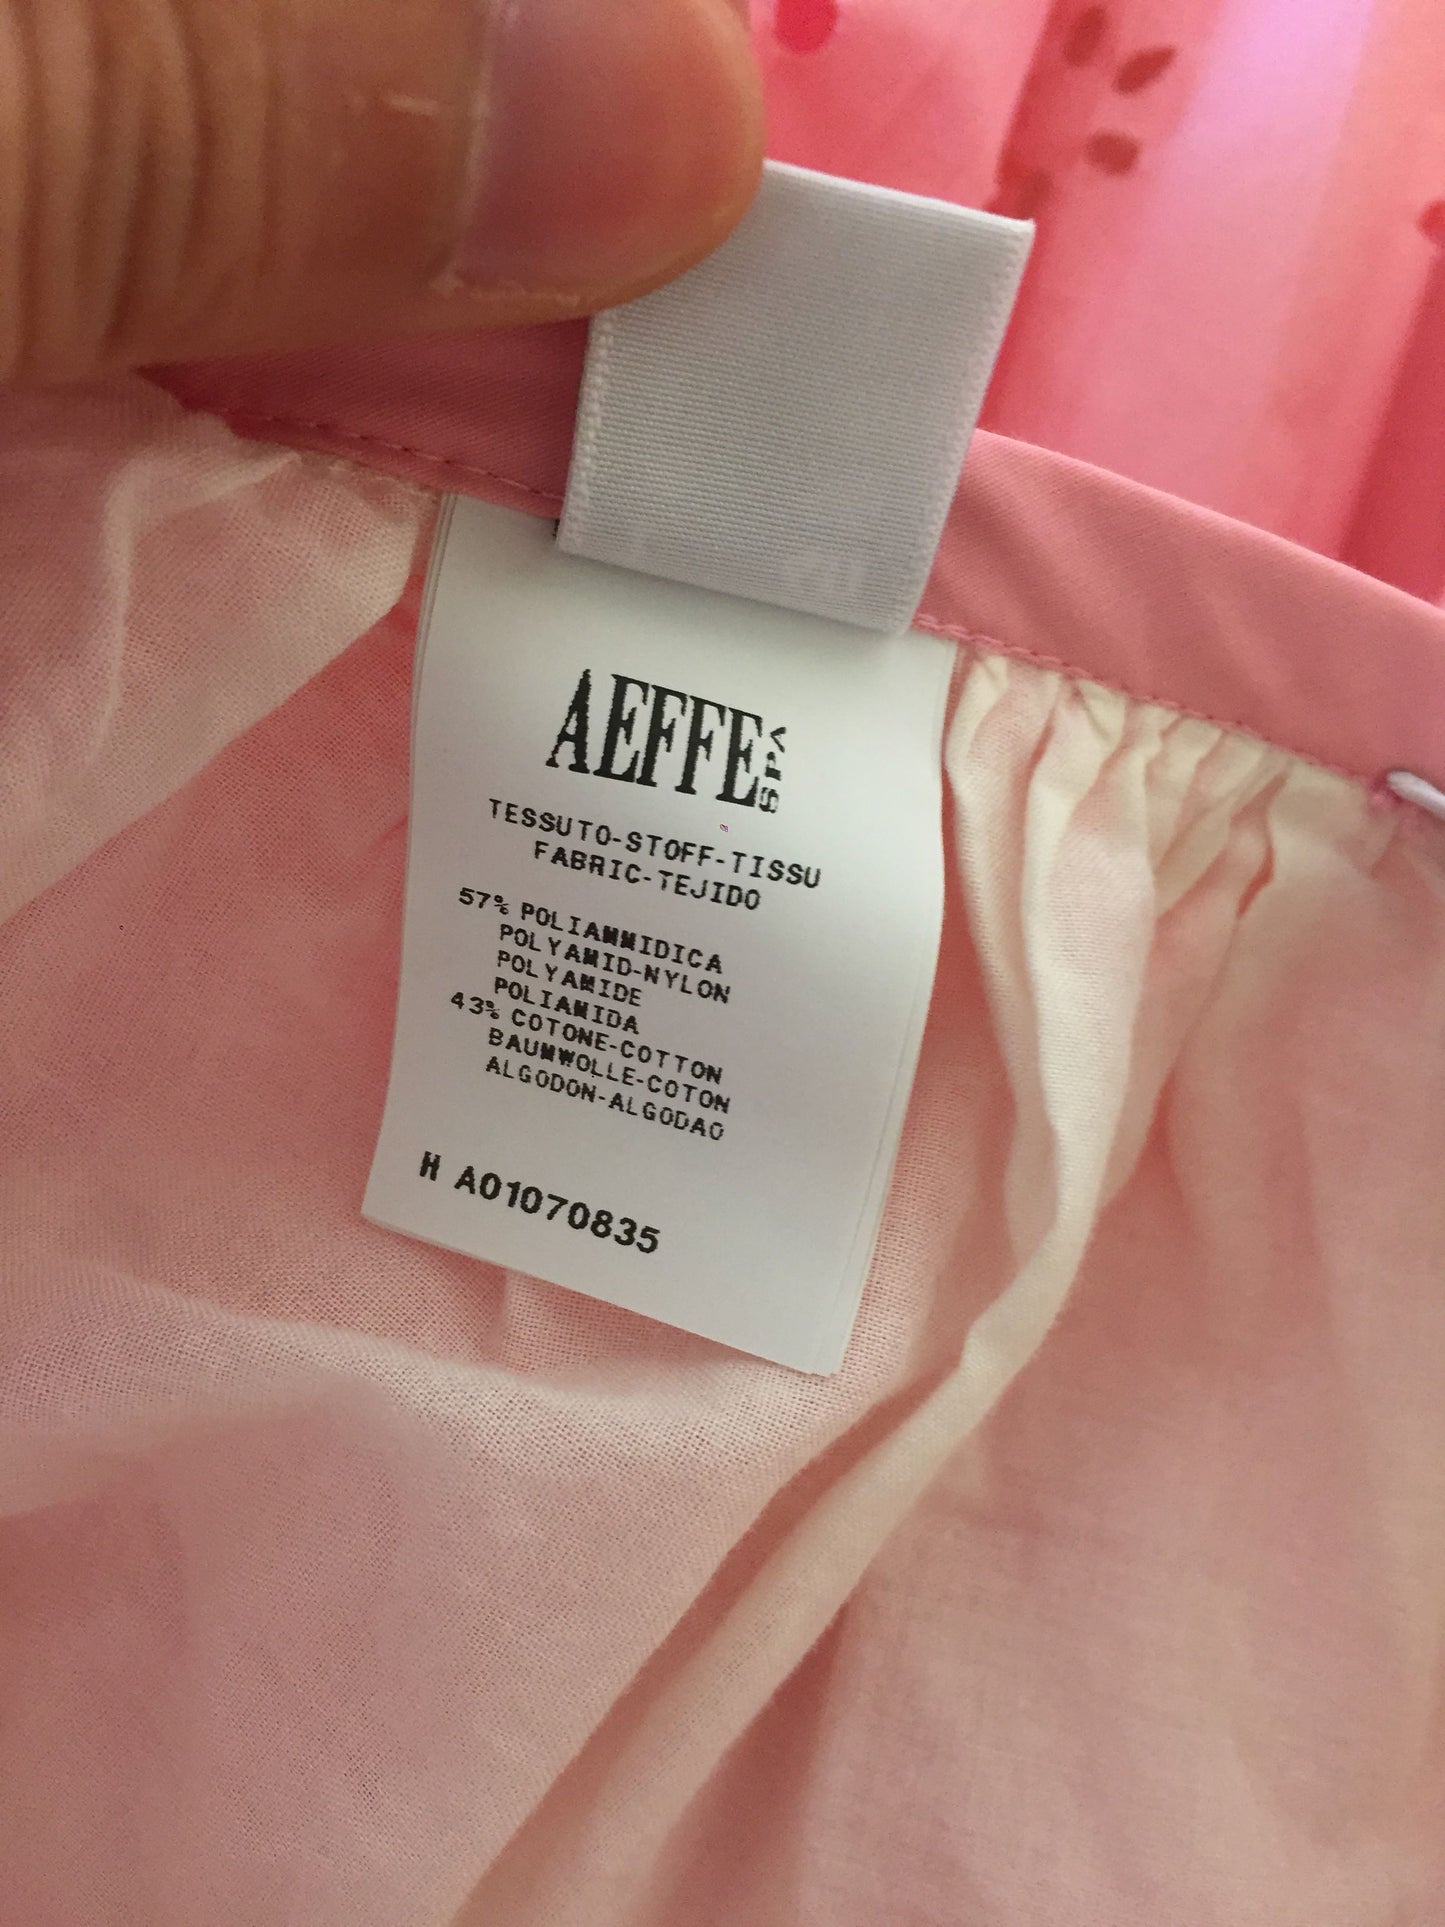 AEFFE SPA
TESSUTO-STOFF-TISSU
FABRIC-TEJIDO
57% POLIAMMIDICA
POLYAMID-NYLON
POLYAMIDE
POLIAMIDA
43% COTONE-COTTON
BAUMWOLLE-COTON
ALGODON-ALGODAO
H A01070835